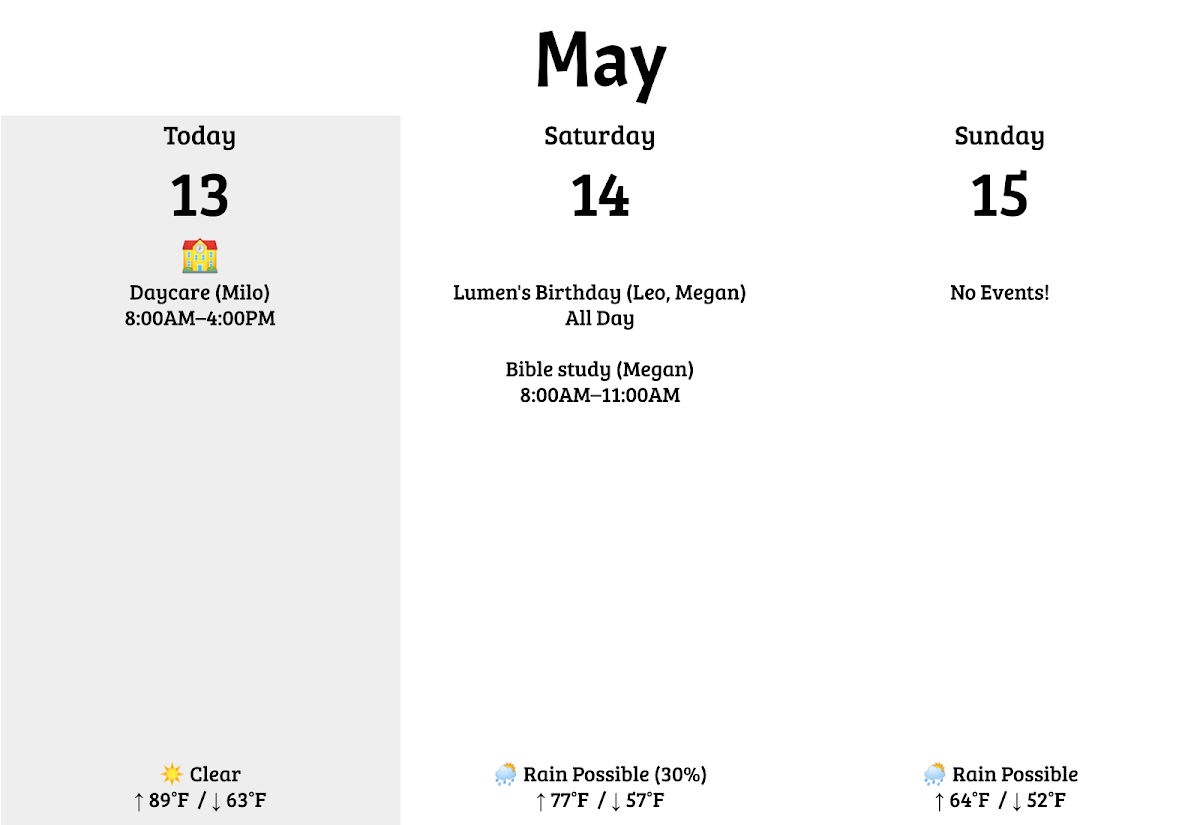 May
Today
13
Daycare (Milo)
8:00AM–4:00PM
☀️ Clear
↑ 89°F / ↓ 63°F
Saturday
14
Lumen's Birthday (Leo, Megan)
All Day
Bible study (Megan)
8:00AM–11:00AM
🌦️ Rain Possible (30%)
↑ 77°F / ↓ 57°F
Sunday
15
No Events!
🌦️ Rain Possible
↑ 64°F / ↓ 52°F